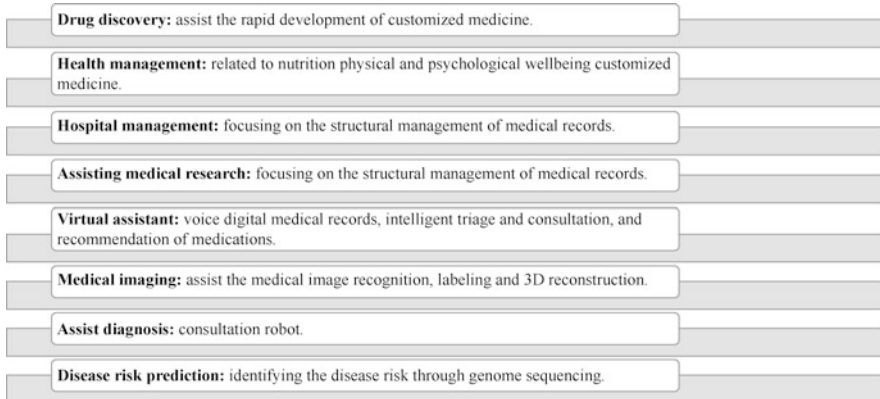 Drug discovery: assist the rapid development of customized medicine.
Health management: related to nutrition physical and psychological wellbeing customized
medicine.
Hospital management: focusing on the structural management of medical records.
Assisting medical research: focusing on the structural management of medical records.
Virtual assistant: voice digital medical records, intelligent triage and consultation, and
recommendation of medications.
Medical imaging: assist the medical image recognition, labeling and 3D reconstruction.
Assist diagnosis: consultation robot.
Disease risk prediction: identifying the disease risk through genome sequencing.